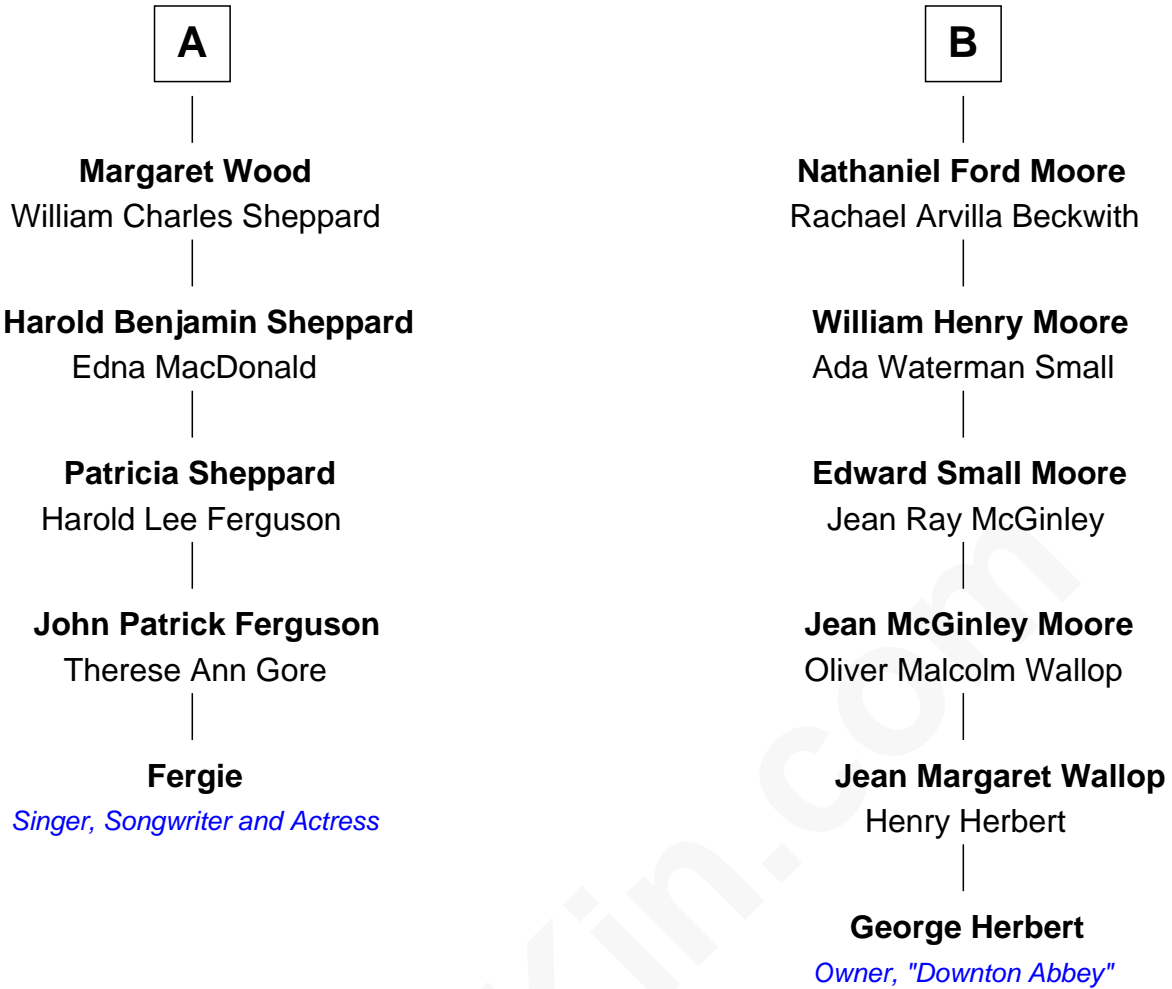 A
Margaret Wood
William Charles Sheppard
Harold Benjamin Sheppard
Edna MacDonald
Patricia Sheppard
Harold Lee Ferguson
John Patrick Ferguson
Therese Ann Gore
Fergie
Singer, Songwriter and Actress
B
Nathaniel Ford Moore
Rachael Arvilla Beckwith
William Henry Moore
Ada Waterman Small
Edward Small Moore
Jean Ray McGinley
Jean McGinley Moore
Oliver Malcolm Wallop
Jean Margaret Wallop
Henry Herbert
George Herbert
Owner, "Downton Abbey"
Kin.com